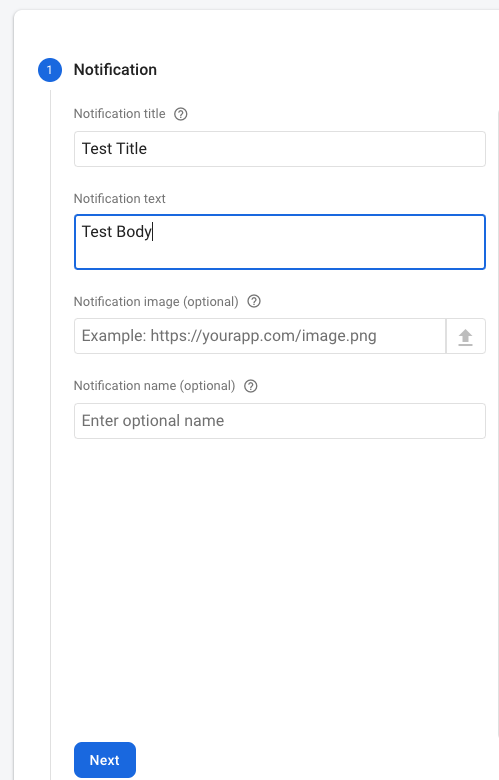 1 Notification
Notification title ?
Test Title
Notification text
Test Body
Notification image (optional) ?
Example: https://yourapp.com/image.png
Notification name (optional) ?
Enter optional name
Next